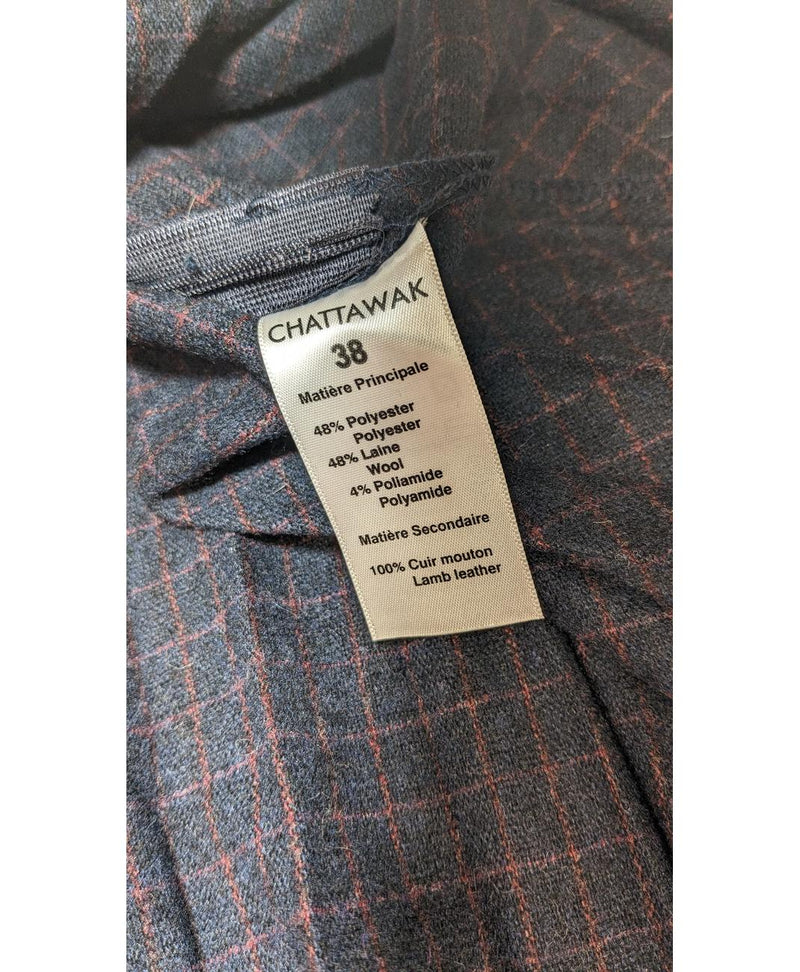 CHATTAWAK
38
Matière Principale
48% Polyester
Polyester
48% Laine
Wool
4% Poliamide
Polyamide
Matière Secondaire
100% Cuir mouton
Lamb leather